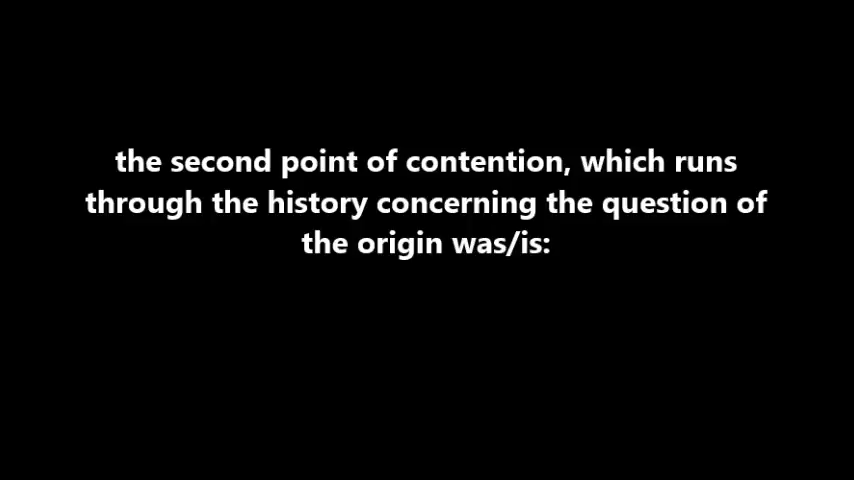 the second point of contention, which runs
through the history concerning the question of
the origin was/is: